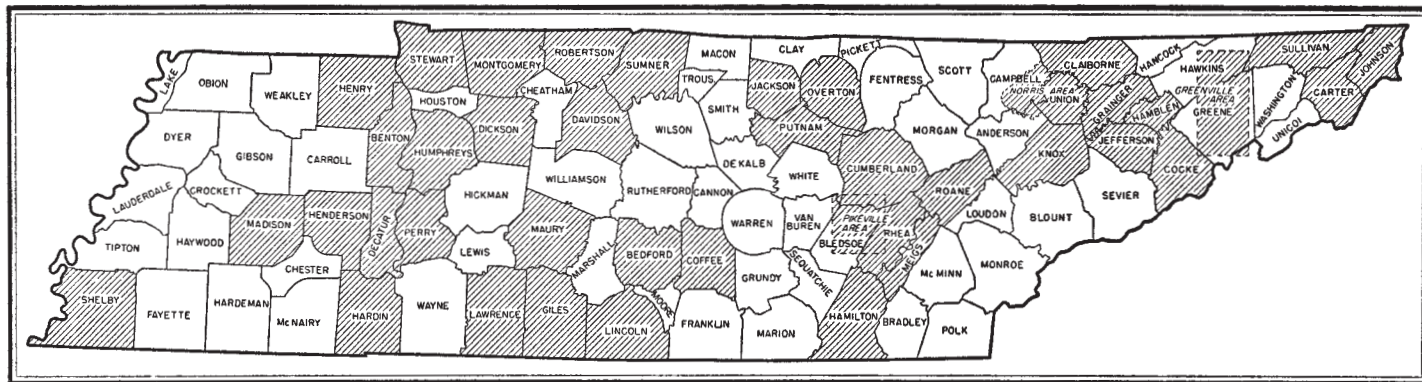 LAKE
OBION
WEAKLEY
HENRY
STEWART
MONTGOMERY
ROBERTSON
SUMNER
MACON
CLAY
PICKETT
TROUS.
JACKSON
OVERTON
FENTRESS
SCOTT
CAMPBELL
NORRIS AREA
UNION
CLAIBORNE
HANCOCK
HAWKINS
SULLIVAN
JOHNSON
CARTER
HOUSTON
CHEATHAM
DICKSON
DAVIDSON
WILSON
SMITH
PUTNAM
MORGAN
ANDERSON
GRAINGER
HAMBLEN
GREENVILLE
AREA
GREENE
WASHINGTON
UNICOI
DYER
GIBSON
CARROLL
BENTON
HUMPHREYS
HICKMAN
WILLIAMSON
RUTHERFORD
CANNON
DE KALB
WHITE
CUMBERLAND
ROANE
KNOX
JEFFERSON
COCKE
SEVIER
LAUDERDALE
CROCKETT
TIPTON
HAYWOOD
MADISON
HENDERSON
DECATUR
PERRY
LEWIS
MAURY
MARSHALL
BEDFORD
COFFEE
WARREN
VAN
BUREN
PIKEVILLE
AREA
BLEDSOE
RHEA
MEIGS
LOUDON
BLOUNT
SHELBY
FAYETTE
HARDEMAN
CHESTER
McNAIRY
HARDIN
WAYNE
LAWRENCE
GILES
LINCOLN
MOORE
FRANKLIN
GRUNDY
MARION
SEQUATCHIE
HAMILTON
BRADLEY
POLK
McMINN
MONROE